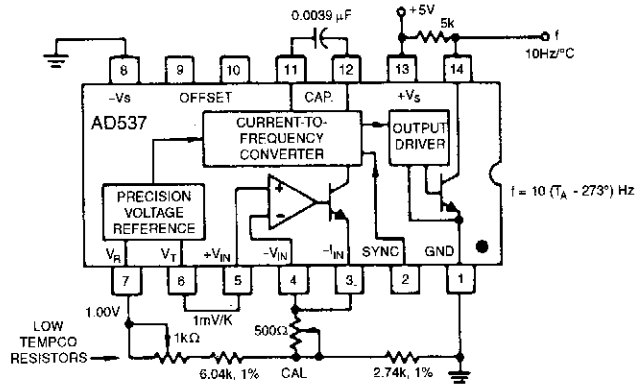 0.0039 µF
+5V
5k
f
10Hz/°C
8
9
10
11
12
13
14
–VS
OFFSET
CAP.
+VS
AD537
CURRENT-TO-
FREQUENCY
CONVERTER
OUTPUT
DRIVER
f = 10 (TA - 273°) Hz
PRECISION
VOLTAGE
REFERENCE
+
–
VR
VT
+VIN
–VIN
–IIN
SYNC
GND
7
6
5
4
3
2
1
1.00V
1mV/K
500Ω
LOW
TEMPCO
RESISTORS
1kΩ
6.04k, 1%
CAL
2.74k, 1%